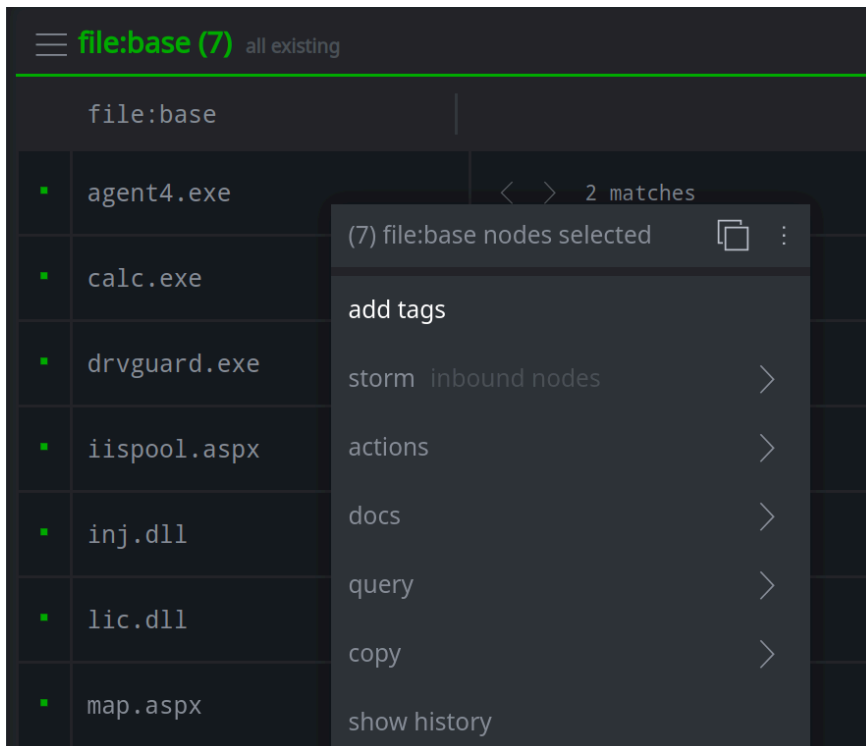 file:base (7) all existing
file:base
agent4.exe
2 matches
(7) file:base nodes selected
calc.exe
add tags
drvguard.exe
storm inbound nodes
iispool.aspx
actions
docs
inj.dll
query
lic.dll
copy
map.aspx
show history